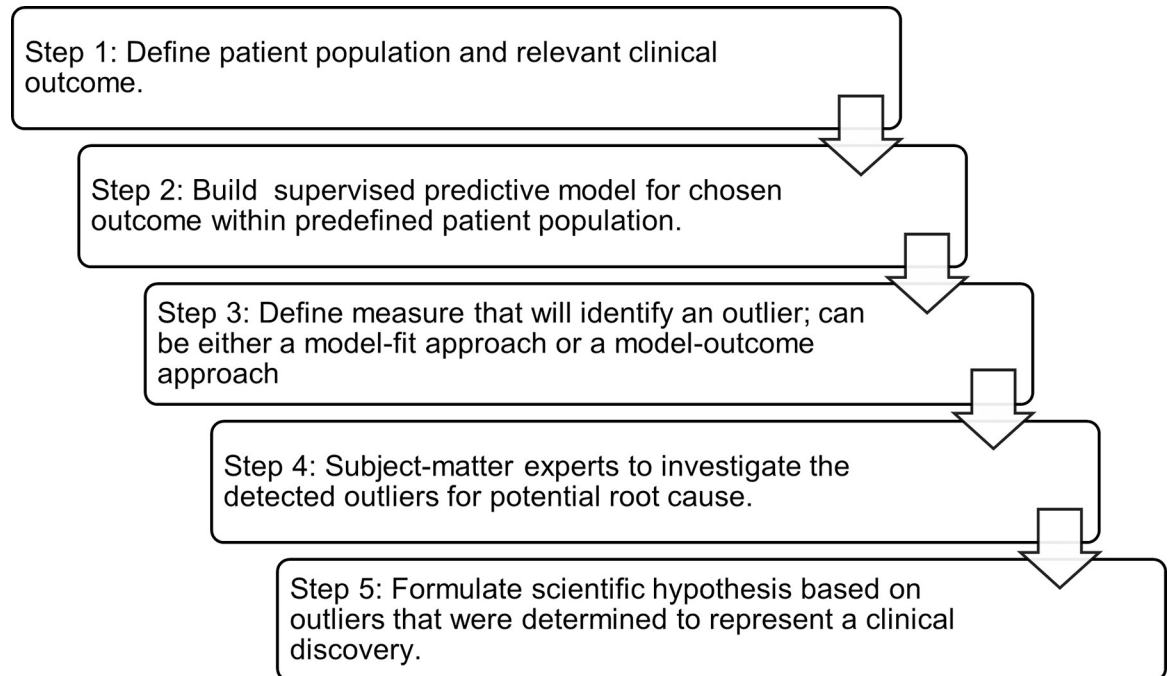 Step 1: Define patient population and relevant clinical
outcome.
Step 2: Build  supervised predictive model for chosen
outcome within predefined patient population.
Step 3: Define measure that will identify an outlier; can
be either a model-fit approach or a model-outcome
approach
Step 4: Subject-matter experts to investigate the
detected outliers for potential root cause.
Step 5: Formulate scientific hypothesis based on
outliers that were determined to represent a clinical
discovery.